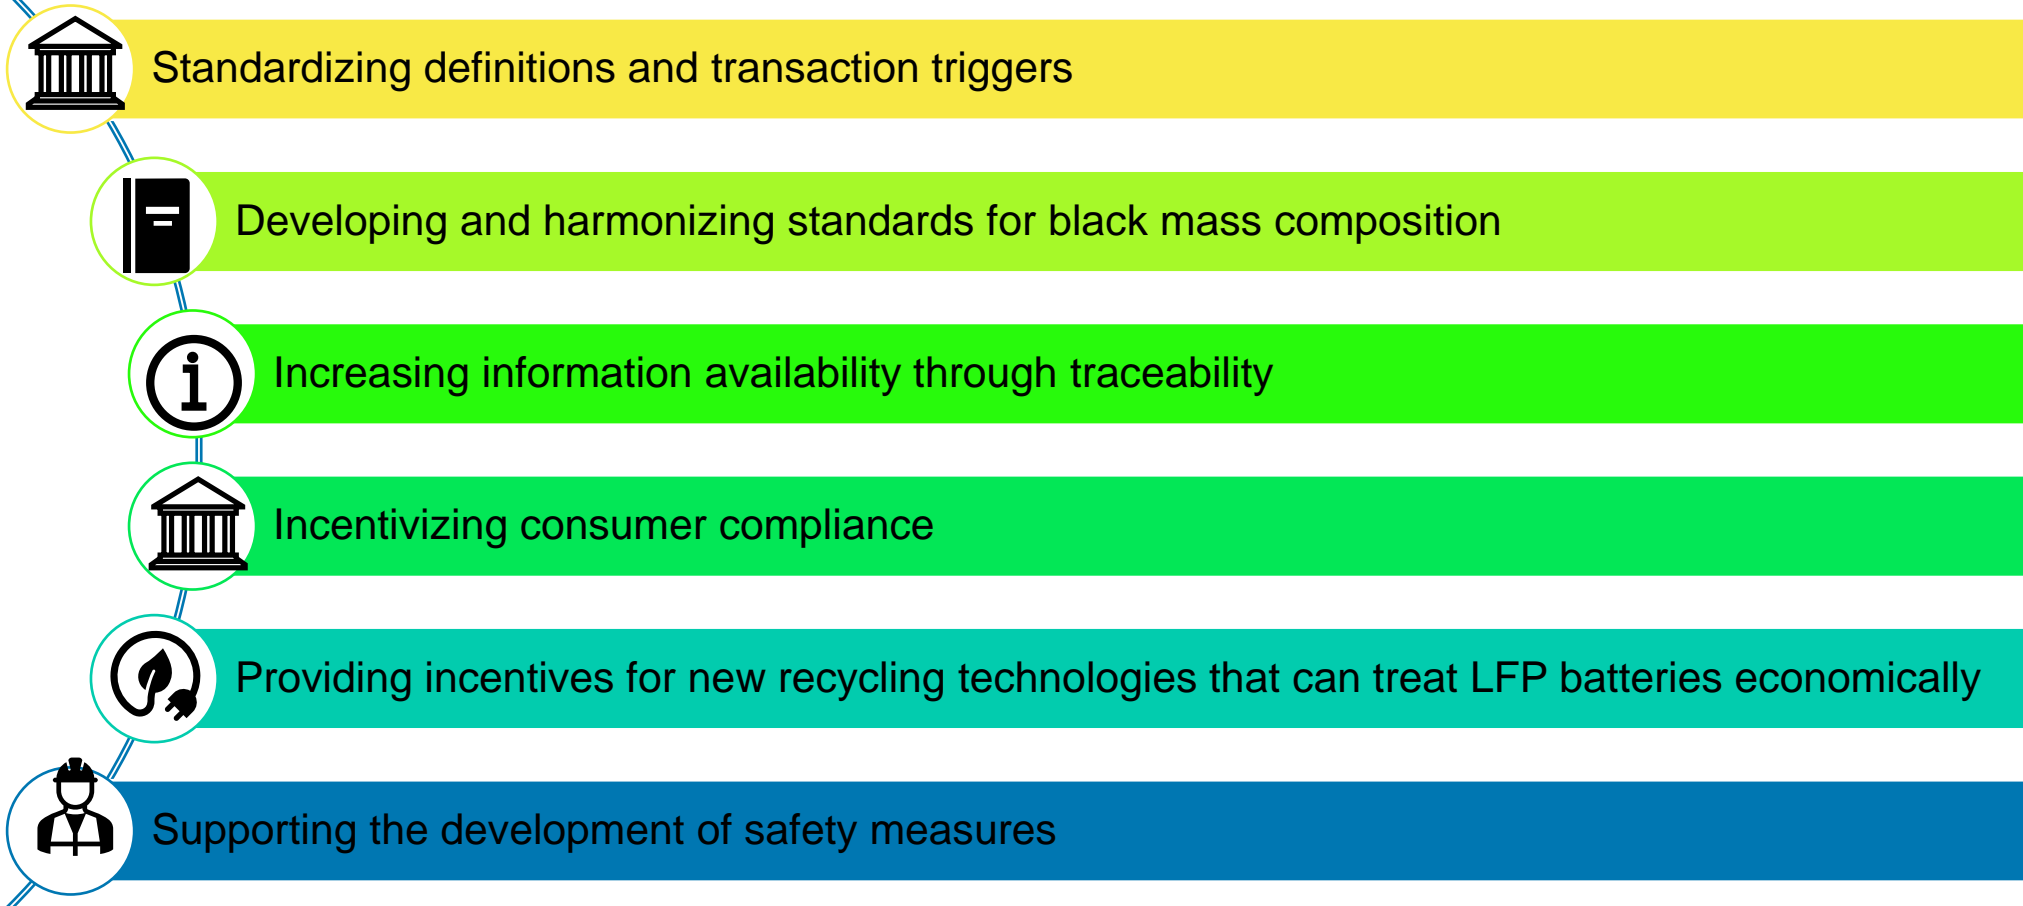 Standardizing definitions and transaction triggers
Developing and harmonizing standards for black mass composition
Increasing information availability through traceability
Incentivizing consumer compliance
Providing incentives for new recycling technologies that can treat LFP batteries economically
Supporting the development of safety measures